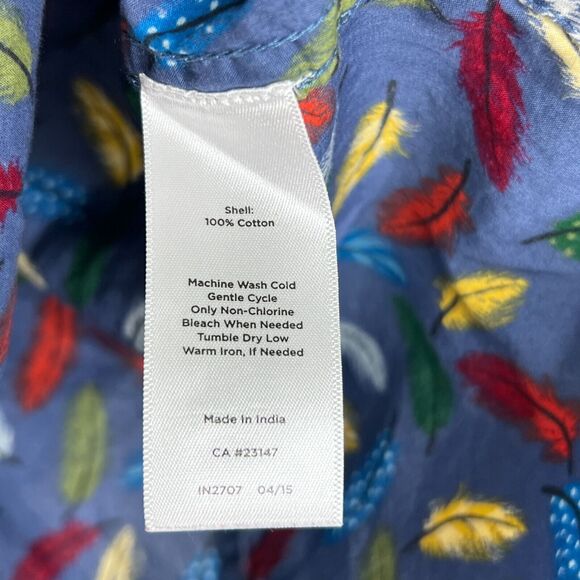 Shell:
100% Cotton
Machine Wash Cold
Gentle Cycle
Only Non-Chlorine
Bleach When Needed
Tumble Dry Low
Warm Iron, If Needed
Made In India
CA #23147
IN2707 04/15